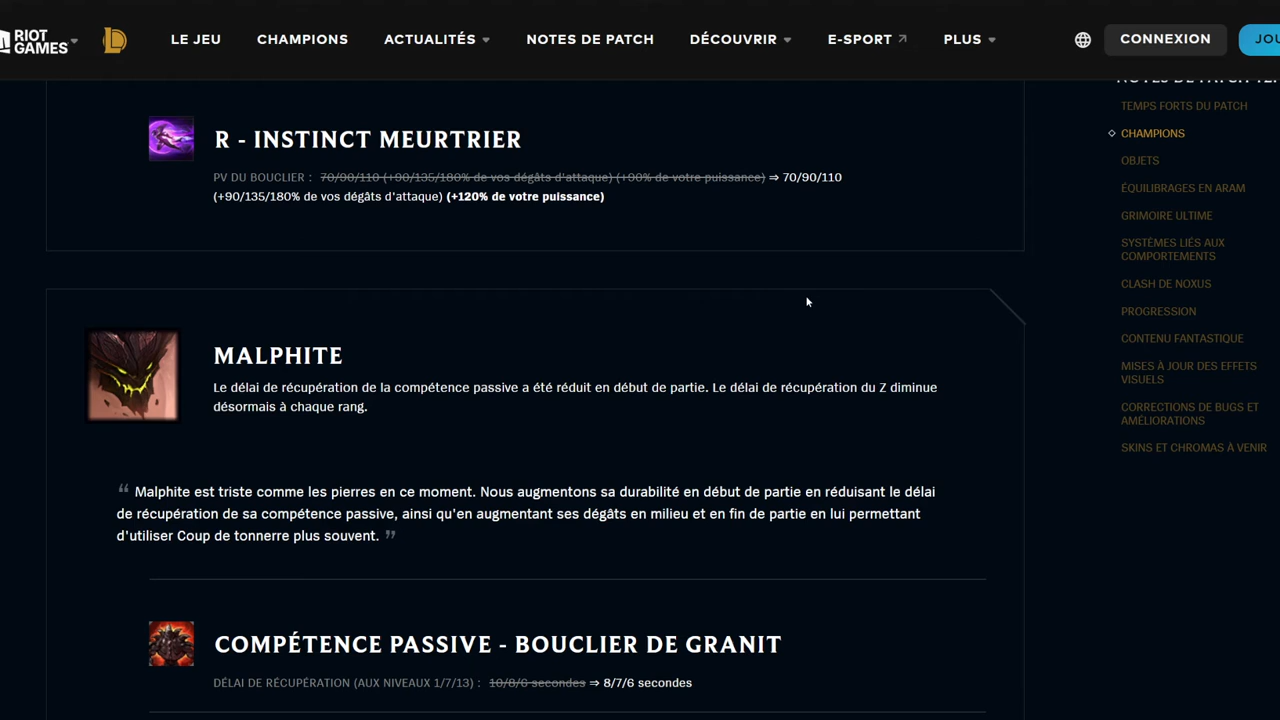 RIOT GAMES
LE JEU CHAMPIONS ACTUALITÉS NOTES DE PATCH DÉCOUVRIR E-SPORT PLUS CONNEXION
R - INSTINCT MEURTRIER
PV DU BOUCLIER : 70/90/110 (+90/135/180% de vos dégâts d'attaque) (+90% de votre puissance) ⇒ 70/90/110
(+90/135/180% de vos dégâts d'attaque) (+120% de votre puissance)
MALPHITE
Le délai de récupération de la compétence passive a été réduit en début de partie. Le délai de récupération du Z diminue
désormais à chaque rang.
“ Malphite est triste comme les pierres en ce moment. Nous augmentons sa durabilité en début de partie en réduisant le délai
de récupération de sa compétence passive, ainsi qu'en augmentant ses dégâts en milieu et en fin de partie en lui permettant
d'utiliser Coup de tonnerre plus souvent. ”
COMPÉTENCE PASSIVE - BOUCLIER DE GRANIT
DÉLAI DE RÉCUPÉRATION (AUX NIVEAUX 1/7/13) : 10/8/6 secondes ⇒ 8/7/6 secondes
NOTES DE PATCH
TEMPS FORTS DU PATCH
CHAMPIONS
OBJETS
ÉQUILIBRAGES EN ARAM
GRIMOIRE ULTIME
SYSTÈMES LIÉS AUX
COMPORTEMENTS
CLASH DE NOXUS
PROGRESSION
CONTENU FANTASTIQUE
MISES À JOUR DES EFFETS
VISUELS
CORRECTIONS DE BUGS ET
AMÉLIORATIONS
SKINS ET CHROMAS À VENIR